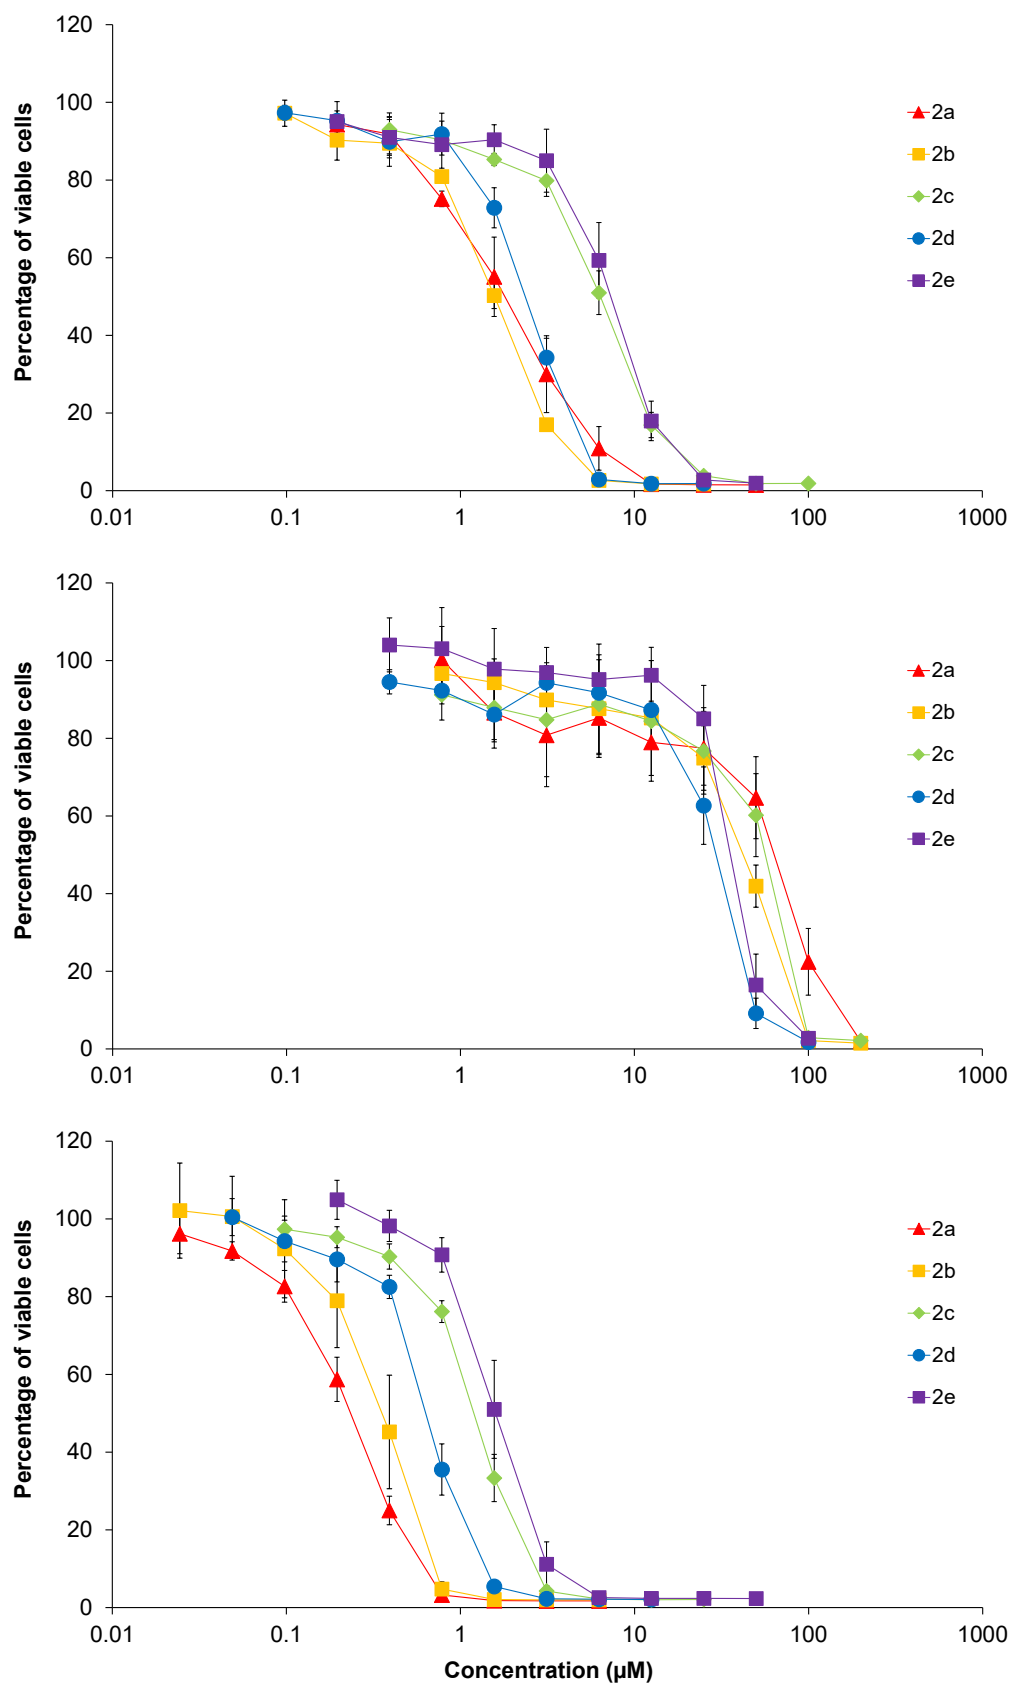 Percentage of viable cells
120
100
80
60
40
20
0
0.01 0.1 1 10 100 1000
2a
2b
2c
2d
2e
Percentage of viable cells
120
100
80
60
40
20
0
0.01 0.1 1 10 100 1000
2a
2b
2c
2d
2e
Percentage of viable cells
120
100
80
60
40
20
0
0.01 0.1 1 10 100 1000
2a
2b
2c
2d
2e
Concentration (µM)